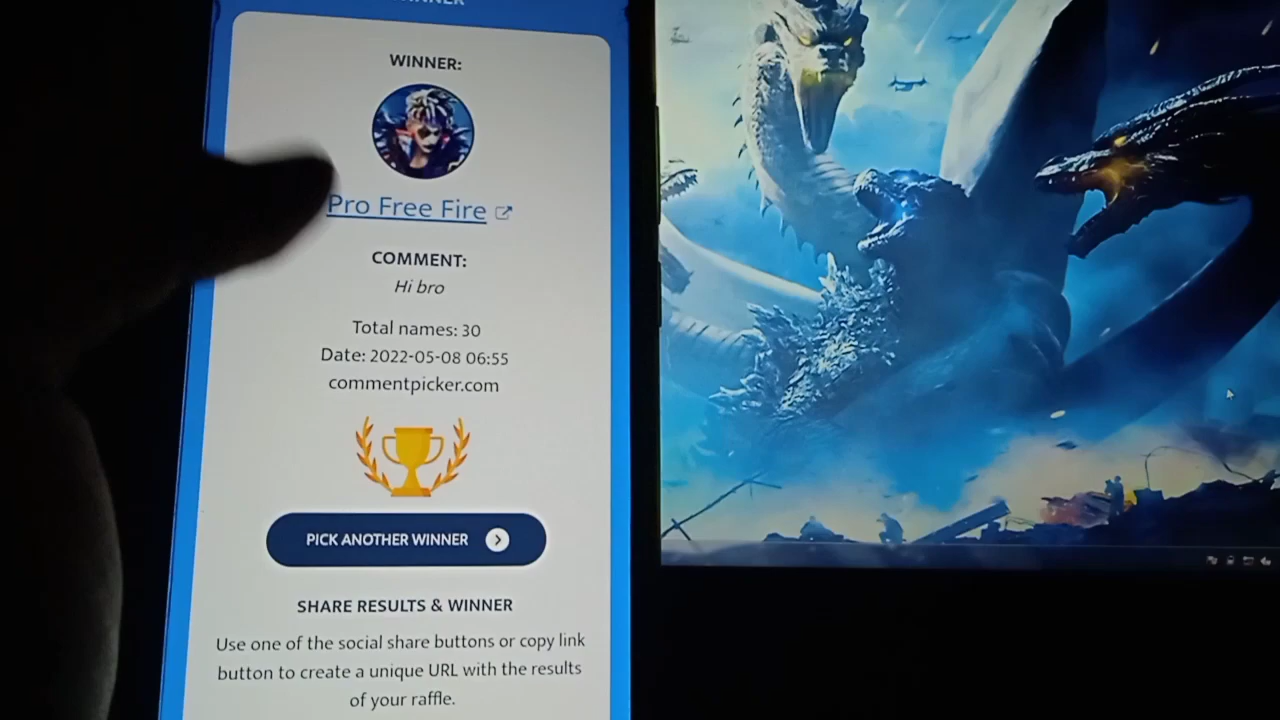 WINNER:
Pro Free Fire
COMMENT:
Hi bro
Total names: 30
Date: 2022-05-08 06:55
commentpicker.com
PICK ANOTHER WINNER
SHARE RESULTS & WINNER
Use one of the social share buttons or copy link
button to create a unique URL with the results
of your raffle.